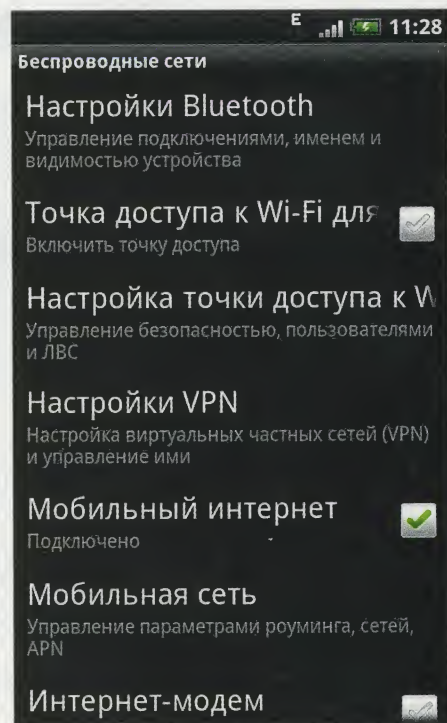 E 11:28
Беспроводные сети
Настройки Bluetooth
Управление подключениями, именем и
видимостью устройства
Точка доступа к Wi-Fi для
Включить точку доступа
Настройка точки доступа к W
Управление безопасностью, пользователями
и ЛВС
Настройки VPN
Настройка виртуальных частных сетей (VPN)
и управление ими
Мобильный интернет
Подключено
Мобильная сеть
Управление параметрами роуминга, сетей,
APN
Интернет-модем